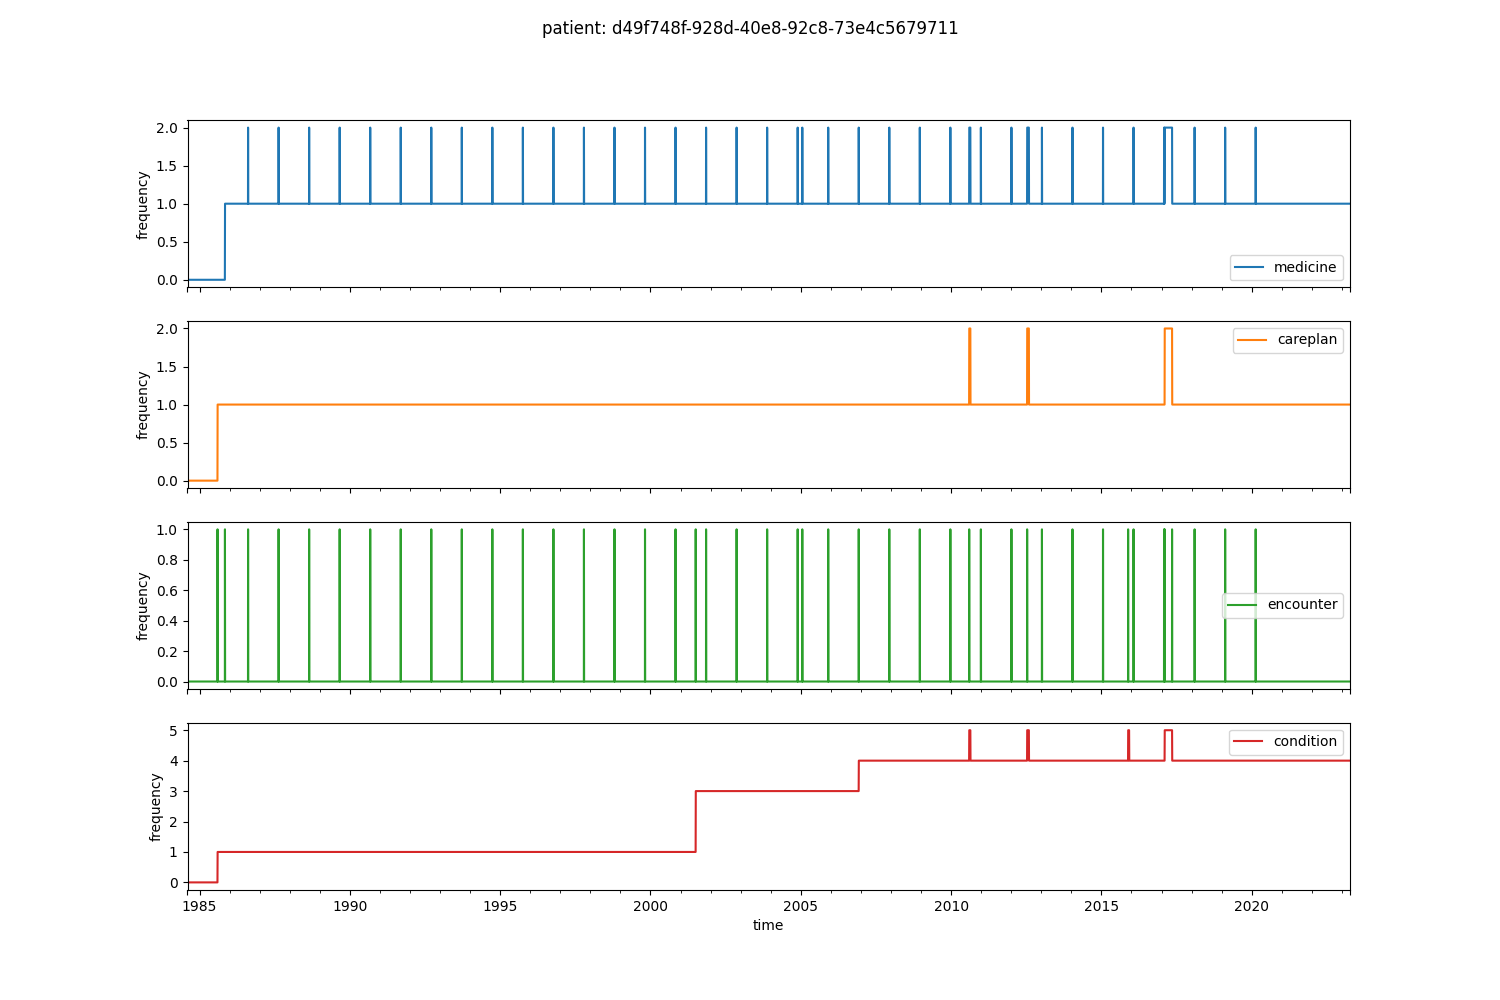 patient: d49f748f-928d-40e8-92c8-73e4c5679711
2.0
1.5
1.0
0.5
0.0
frequency
medicine
2.0
1.5
1.0
0.5
0.0
frequency
careplan
1.0
0.8
0.6
0.4
0.2
0.0
frequency
encounter
5
4
3
2
1
0
frequency
condition
1985 1990 1995 2000 2005 2010 2015 2020
time